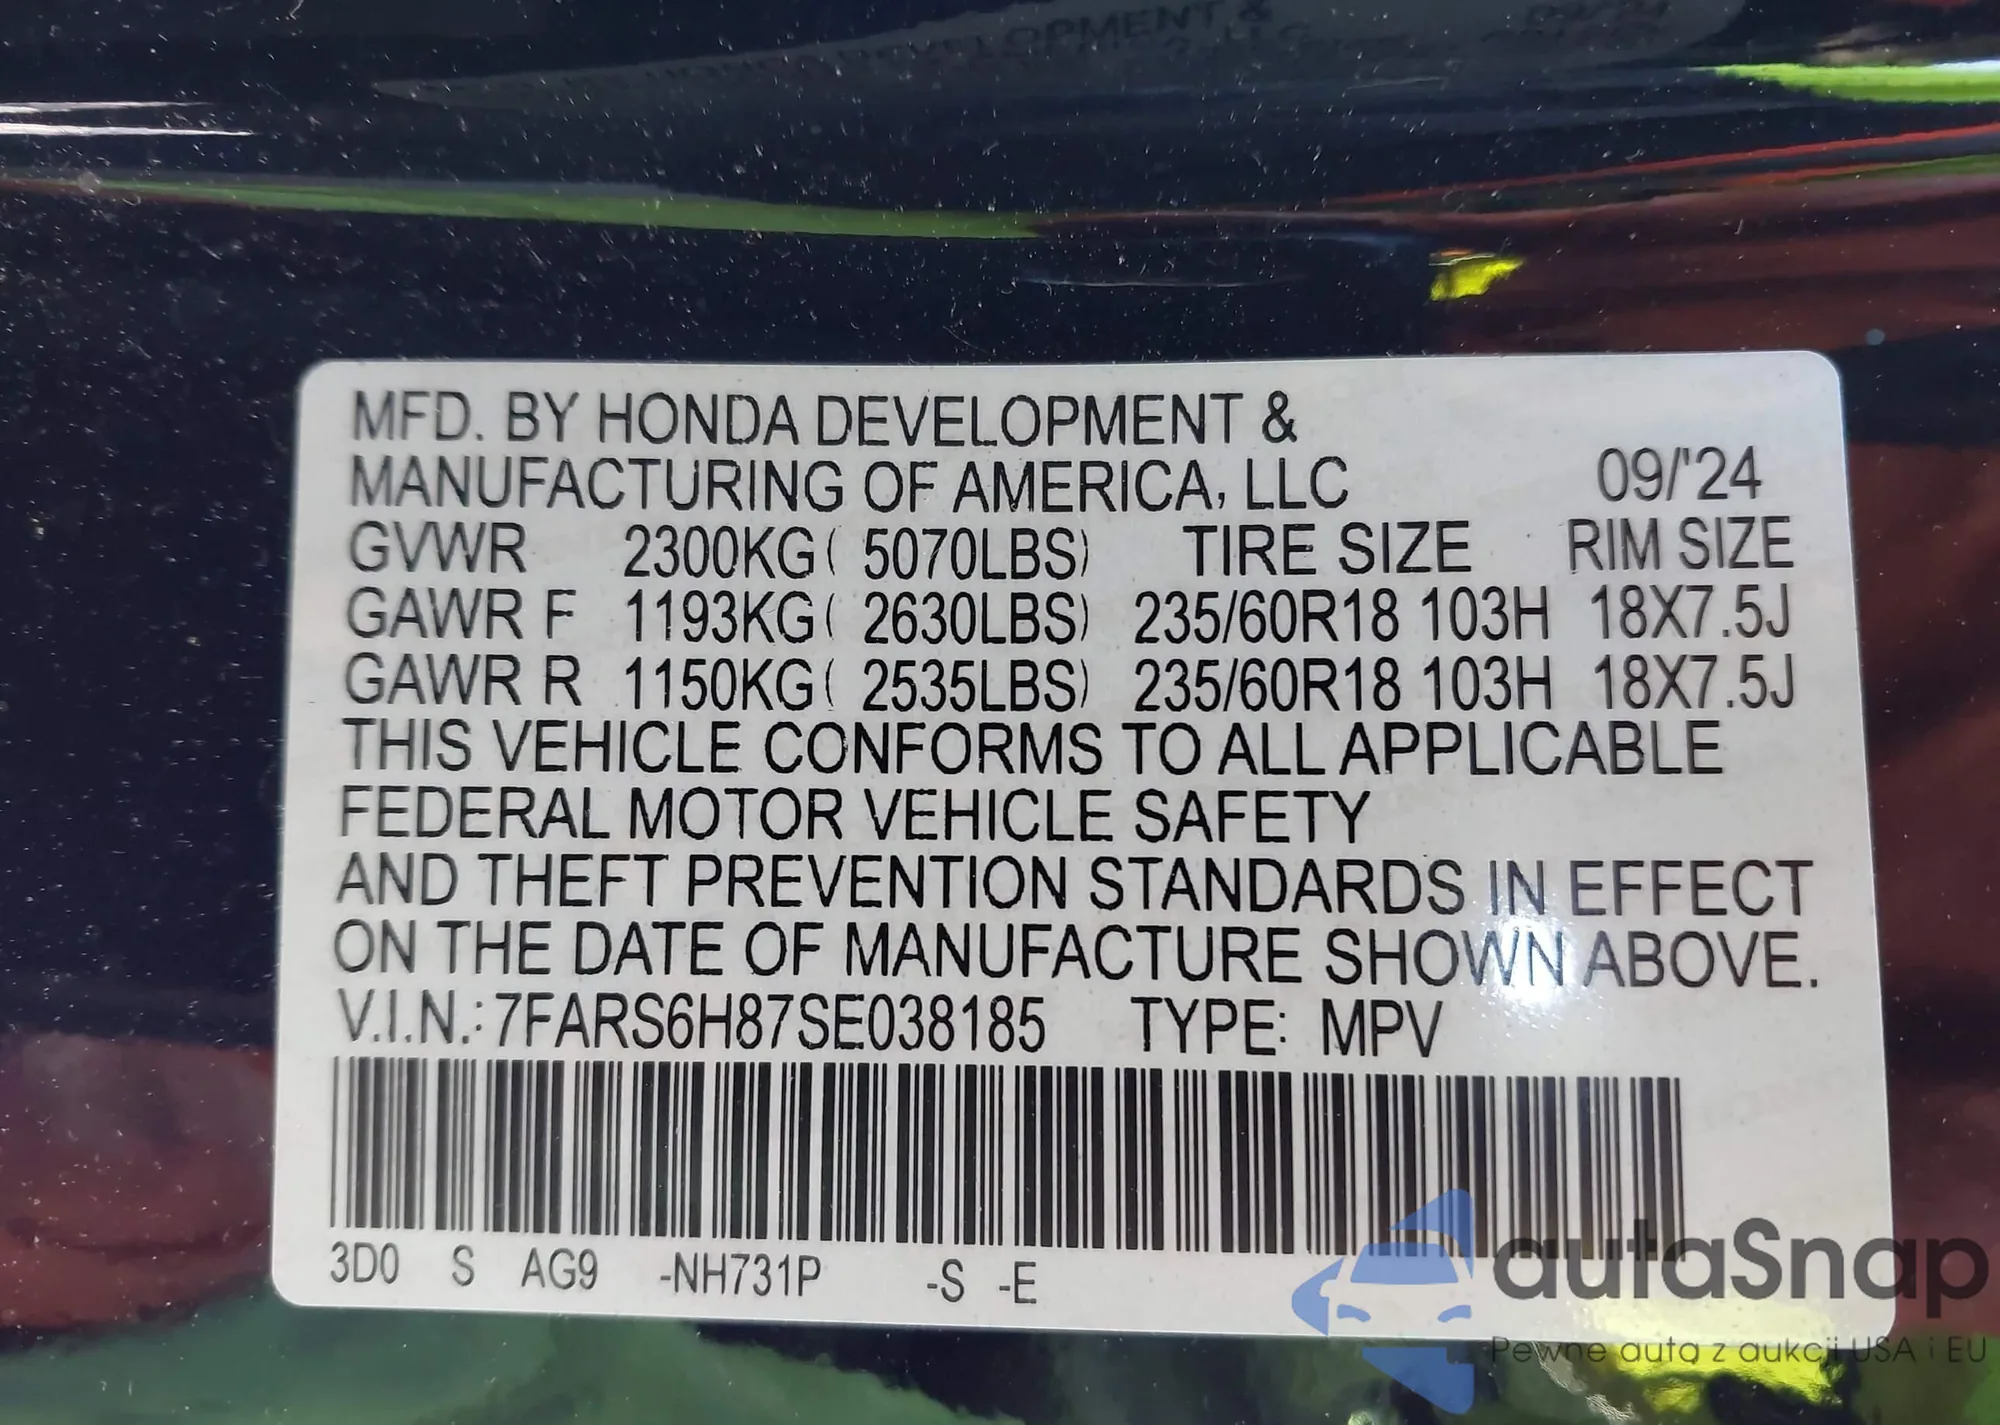 DEVELOPMENT &
MFD. BY HONDA DEVELOPMENT &
MANUFACTURING OF AMERICA, LLC 09/'24
GVWR 2300KG( 5070LBS) TIRE SIZE RIM SIZE
GAWR F 1193KG( 2630LBS) 235/60R18 103H 18X7.5J
GAWR R 1150KG( 2535LBS) 235/60R18 103H 18X7.5J
THIS VEHICLE CONFORMS TO ALL APPLICABLE
FEDERAL MOTOR VEHICLE SAFETY
AND THEFT PREVENTION STANDARDS IN EFFECT
ON THE DATE OF MANUFACTURE SHOWN ABOVE.
V.I.N.: 7FARS6H87SE038185 TYPE: MPV
3D0 S AG9 -NH731P -S -E
autaSnap
Pewne auta z aukcji USA i EU